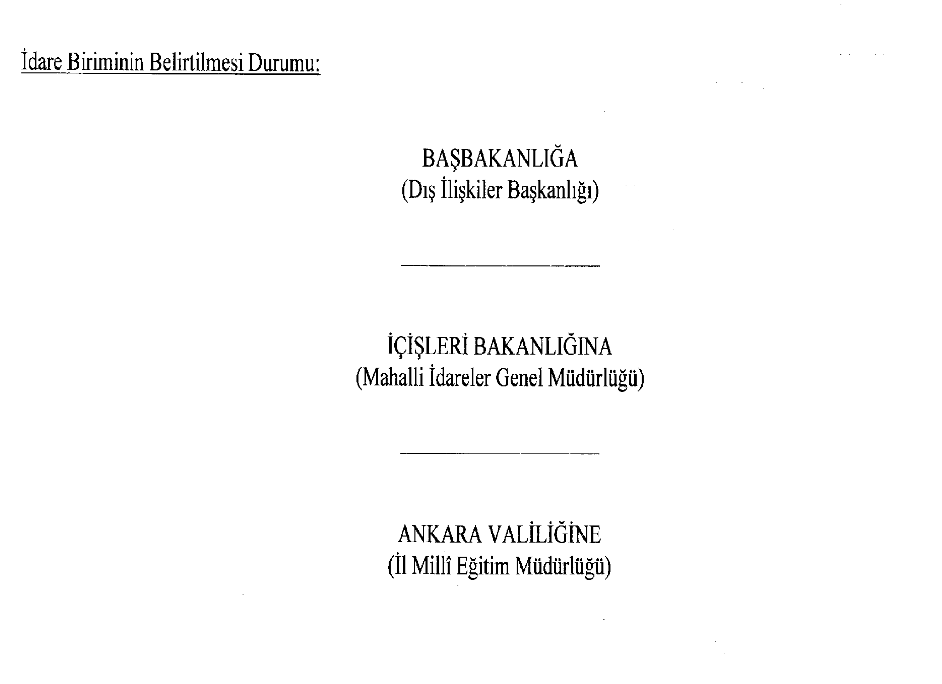 İdare Biriminin Belirtilmesi Durumu:
BAŞBAKANLIĞA
(Dış İlişkiler Başkanlığı)
İÇİŞLERİ BAKANLIĞINA
(Mahalli İdareler Genel Müdürlüğü)
ANKARA VALİLİĞİNE
(İl Millî Eğitim Müdürlüğü)